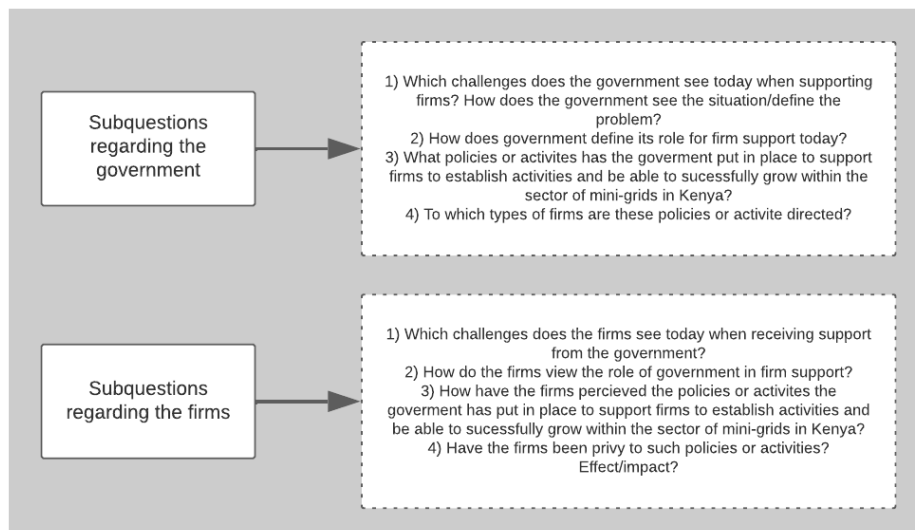 Subquestions
regarding the
government
1) Which challenges does the government see today when supporting
firms? How does the government see the situation/define the
problem?
2) How does government define its role for firm support today?
3) What policies or activites has the goverment put in place to support
firms to establish activities and be able to sucessfully grow within the
sector of mini-grids in Kenya?
4) To which types of firms are these policies or activite directed?
Subquestions
regarding the firms
1) Which challenges does the firms see today when receiving support
from the government?
2) How do the firms view the role of government in firm support?
3) How have the firms percieved the policies or activites the
goverment has put in place to support firms to establish activities and
be able to sucessfully grow within the sector of mini-grids in Kenya?
4) Have the firms been privy to such policies or activities?
Effect/impact?